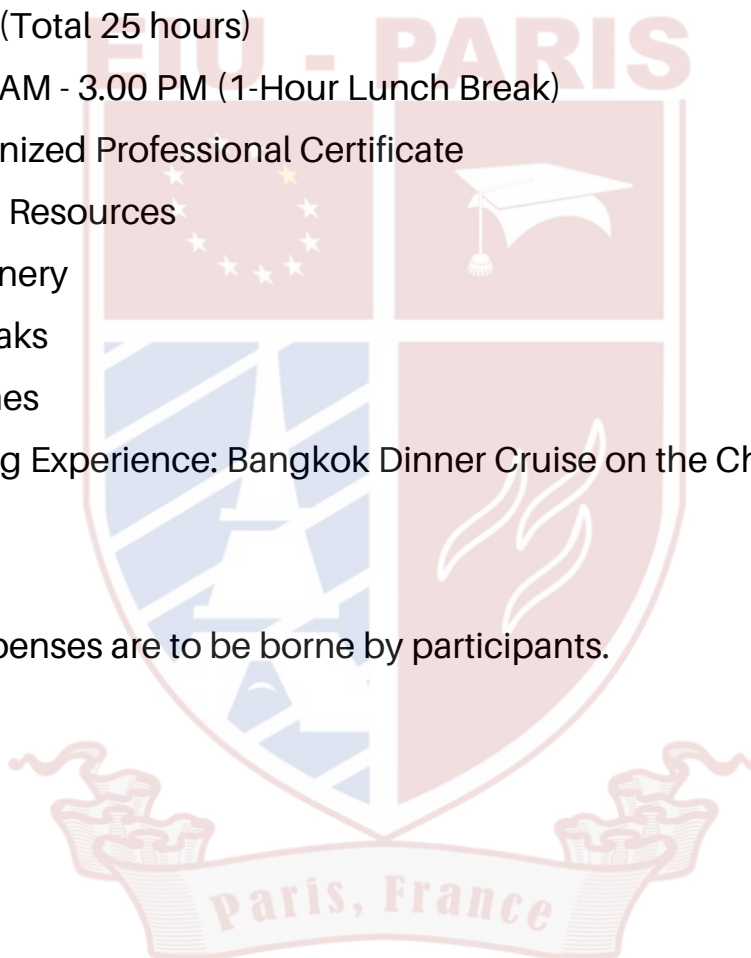 EIU - PARIS
(Total 25 hours)
AM - 3.00 PM (1-Hour Lunch Break)
nized Professional Certificate
Resources
nery
aks
nes
g Experience: Bangkok Dinner Cruise on the Ch
penses are to be borne by participants.
Paris, France